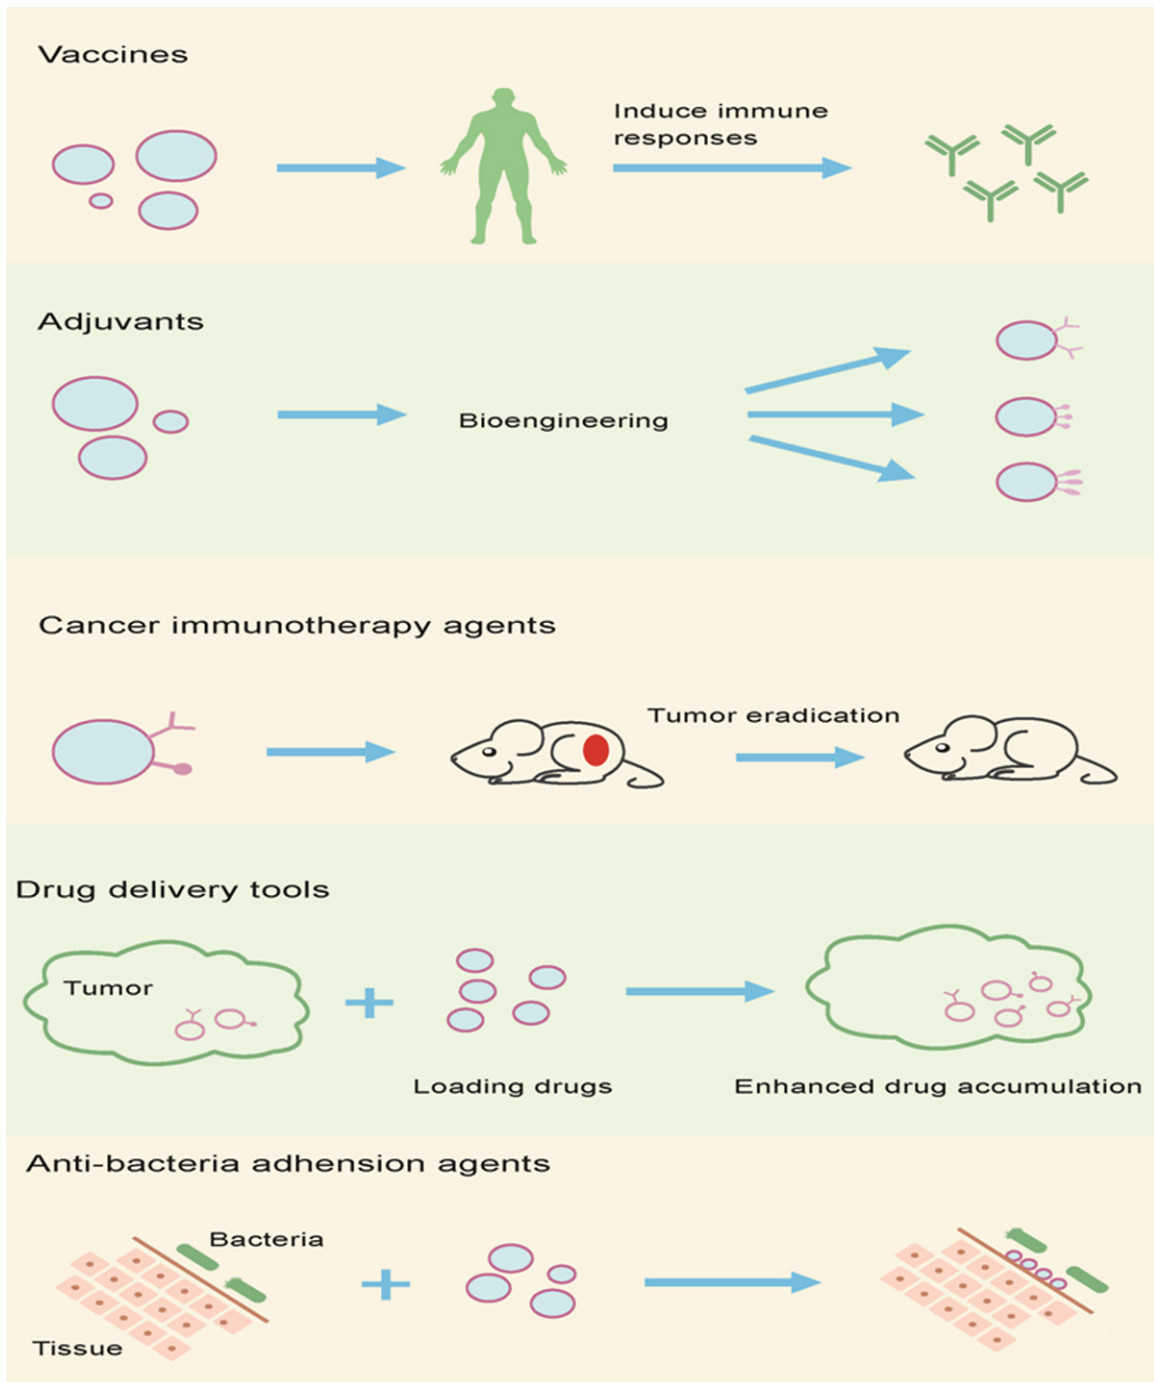 Vaccines
Induce immune
responses
Adjuvants
Bioengineering
Cancer immunotherapy agents
Tumor eradication
Drug delivery tools
Tumor
Loading drugs
Enhanced drug accumulation
Anti-bacteria adhension agents
Bacteria
Tissue